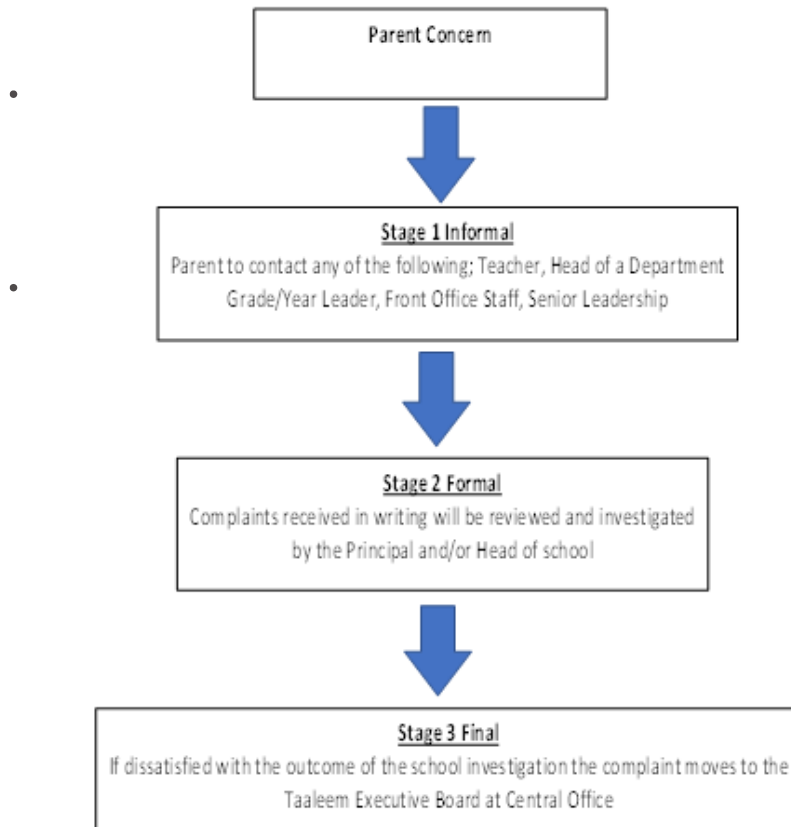 Parent Concern
Stage 1 Informal
Parent to contact any of the following; Teacher, Head of a Department
Grade/Year Leader, Front Office Staff, Senior Leadership
Stage 2 Formal
Complaints received in writing will be reviewed and investigated
by the Principal and/or Head of school
Stage 3 Final
If dissatisfied with the outcome of the school investigation the complaint moves to the
Taaleem Executive Board at Central Office